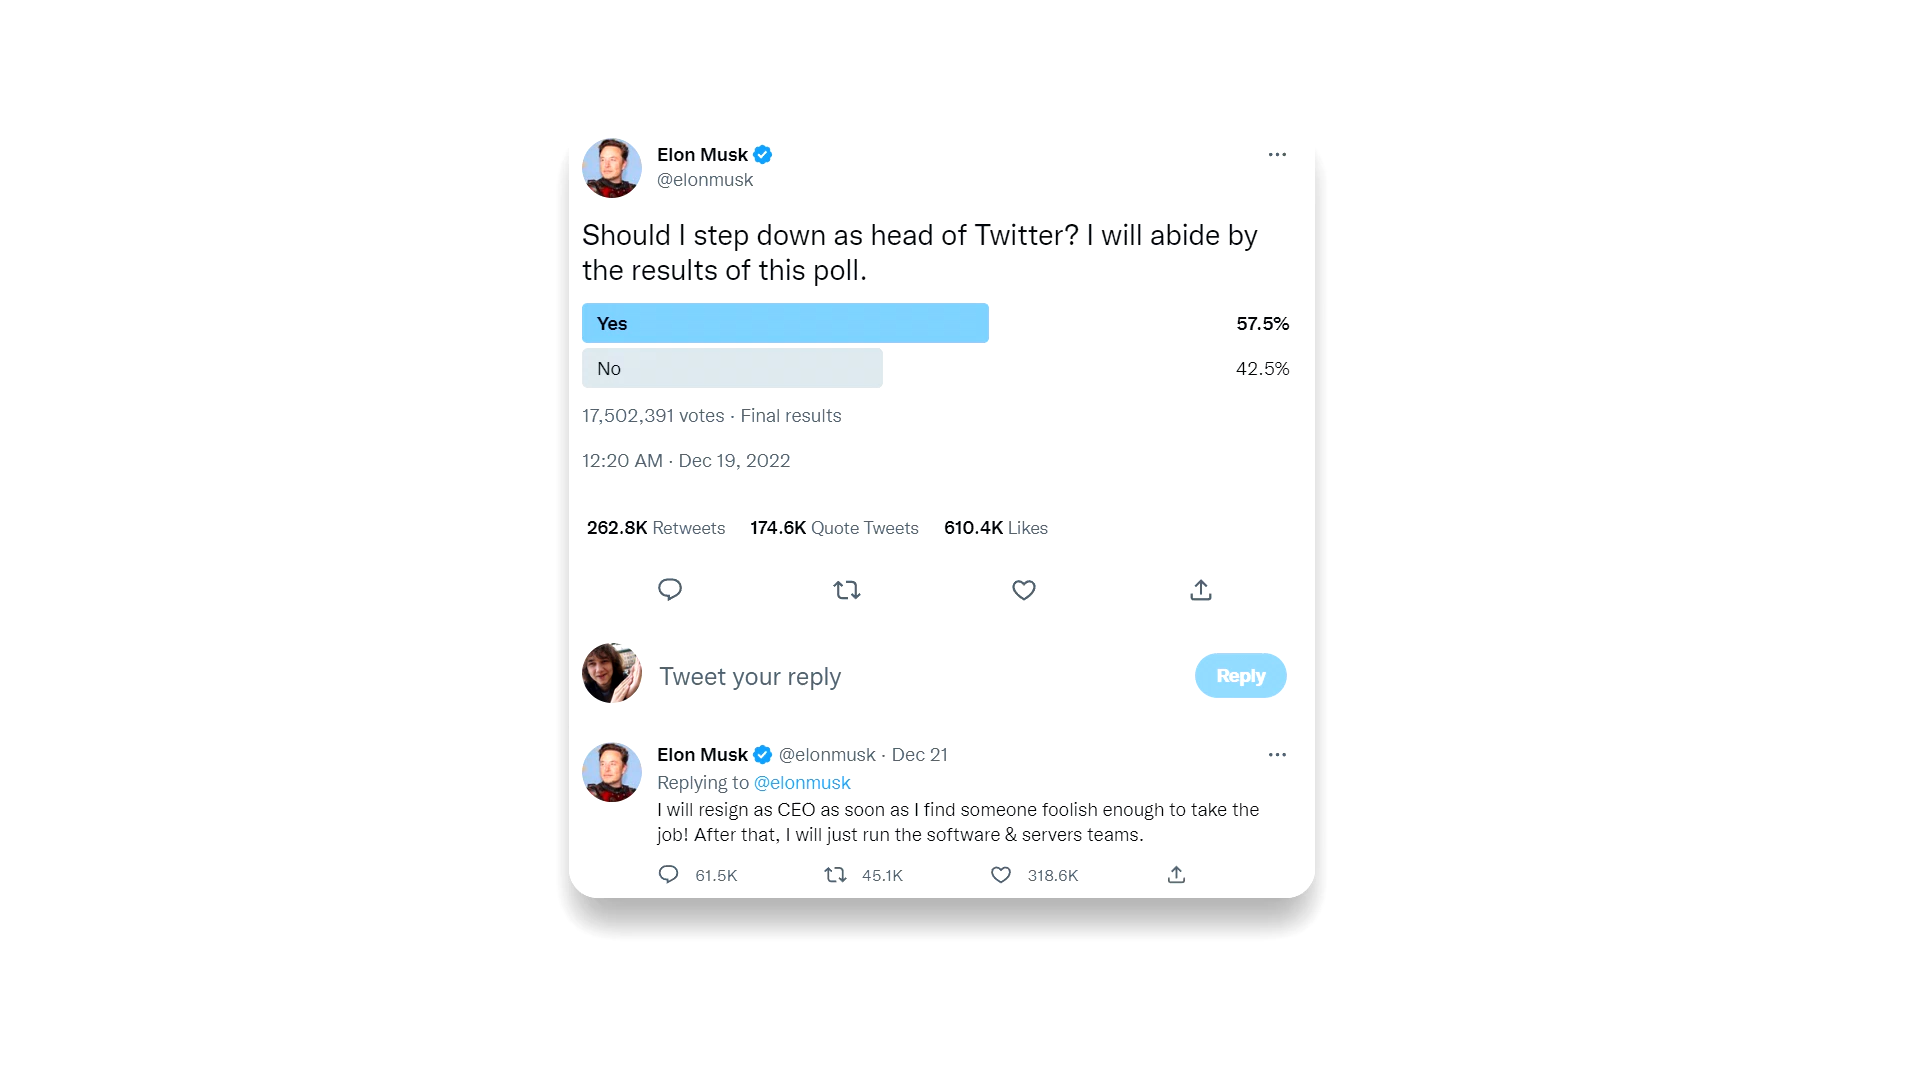 Elon Musk
@elonmusk
Should I step down as head of Twitter? I will abide by
the results of this poll.
Yes 57.5%
No 42.5%
17,502,391 votes · Final results
12:20 AM · Dec 19, 2022
262.8K Retweets 174.6K Quote Tweets 610.4K Likes
Tweet your reply Reply
Elon Musk @elonmusk · Dec 21
Replying to @elonmusk
I will resign as CEO as soon as I find someone foolish enough to take the
job! After that, I will just run the software & servers teams.
61.5K 45.1K 318.6K